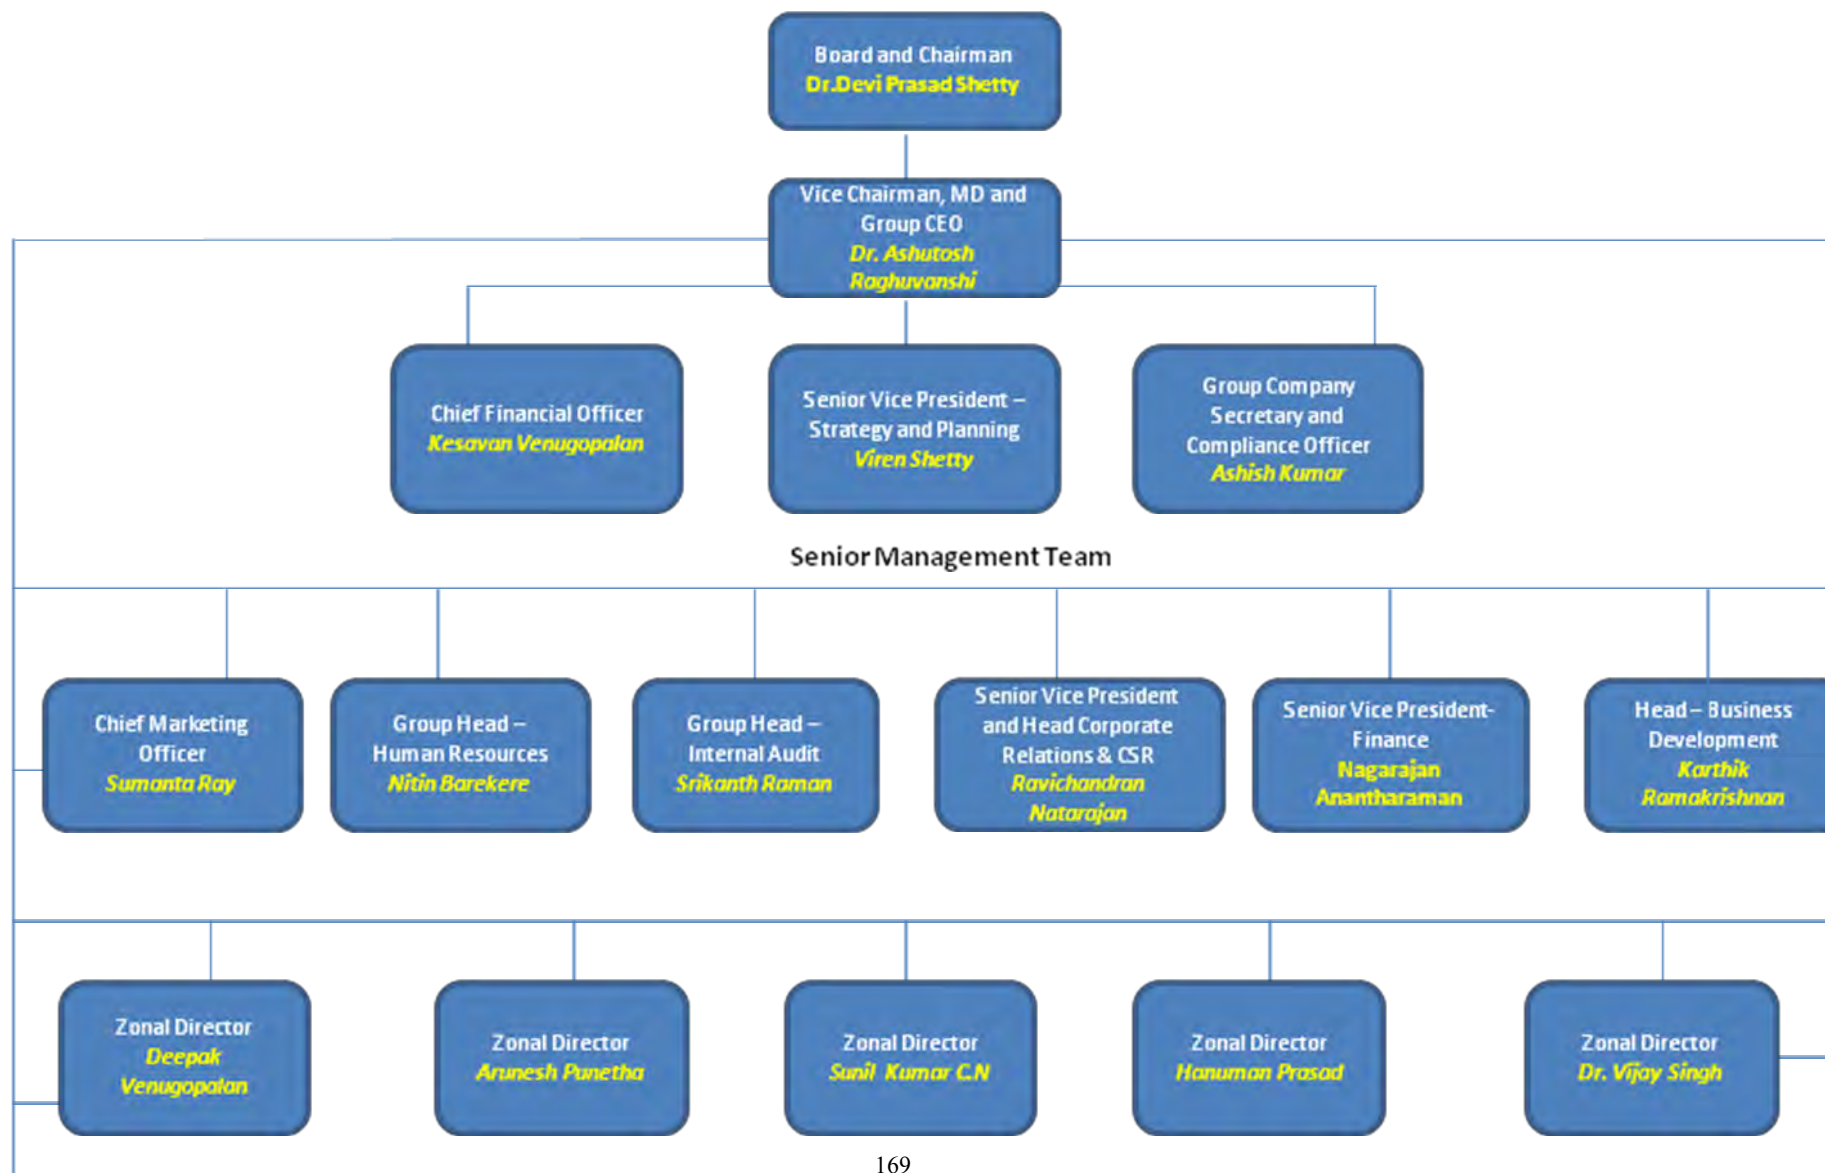 Board and Chairman
Dr.Devi Prasad Shetty
Vice Chairman, MD and
Group CEO
Dr. Ashutosh
Raghuvanshi
Chief Financial Officer
Kesavan Venugopalan
Senior Vice President –
Strategy and Planning
Viren Shetty
Group Company
Secretary and
Compliance Officer
Ashish Kumar
Senior Management Team
Chief Marketing
Officer
Sumanta Ray
Group Head –
Human Resources
Nitin Barekere
Group Head –
Internal Audit
Srikanth Raman
Senior Vice President
and Head Corporate
Relations & CSR
Ravichandran
Natarajan
Senior Vice President-
Finance
Nagarajan
Anantharaman
Head – Business
Development
Karthik
Ramakrishnan
Zonal Director
Deepak
Venugopalan
Zonal Director
Arunesh Punetha
Zonal Director
Sunil Kumar C.N
Zonal Director
Hanuman Prasad
Zonal Director
Dr. Vijay Singh
169